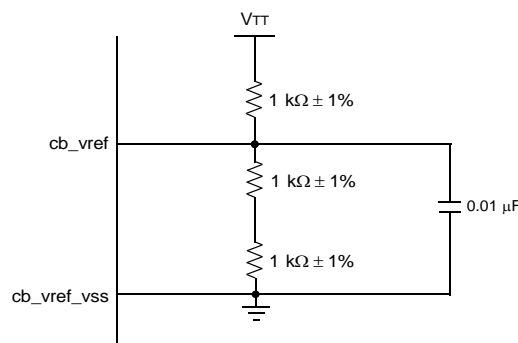 VTT
1 kΩ ± 1%
cb_vref
1 kΩ ± 1%
0.01 μF
1 kΩ ± 1%
cb_vref_vss